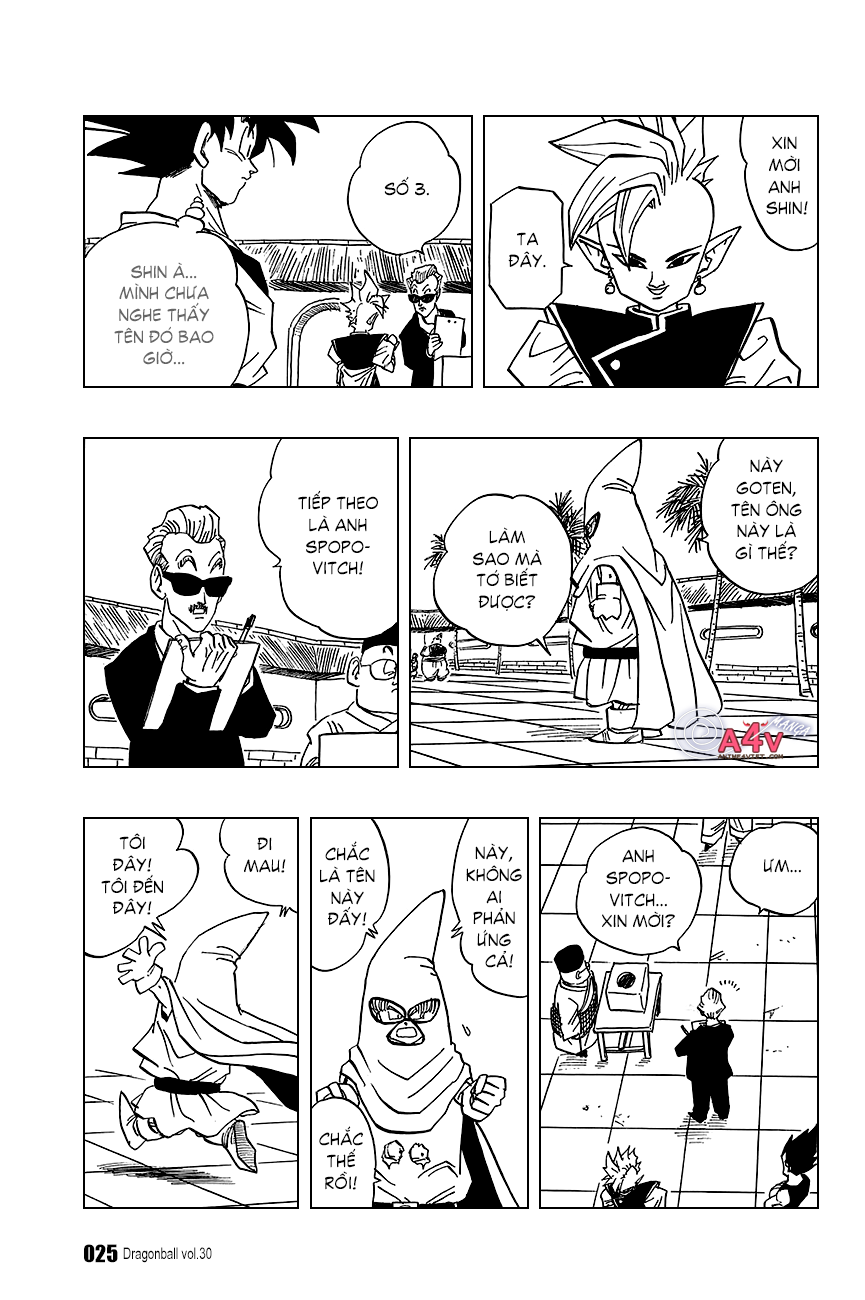 XIN
MỜI
ANH
SHIN!
TA
ĐÂY.
SỐ 3.
SHIN À...
MÌNH CHƯA
NGHE THẤY
TÊN ĐÓ BAO
GIỜ...
NÀY
GOTEN,
TÊN ÔNG
NÀY LÀ
GÌ THẾ?
LÀM
SAO MÀ
TỚ BIẾT
ĐƯỢC?
TIẾP THEO
LÀ ANH
SPOPO-
VITCH!
ƯM...
ANH
SPOPO-
VITCH...
XIN MỜI?
NÀY,
KHÔNG
AI
PHẢN
ỨNG
CẢ!
CHẮC
LÀ TÊN
NÀY
ĐẤY!
CHẮC
THẾ
RỒI!
ĐI
MAU!
TÔI
ĐÂY!
TÔI ĐẾN
ĐÂY!
A4V
MANGA
025 Dragonball vol.30